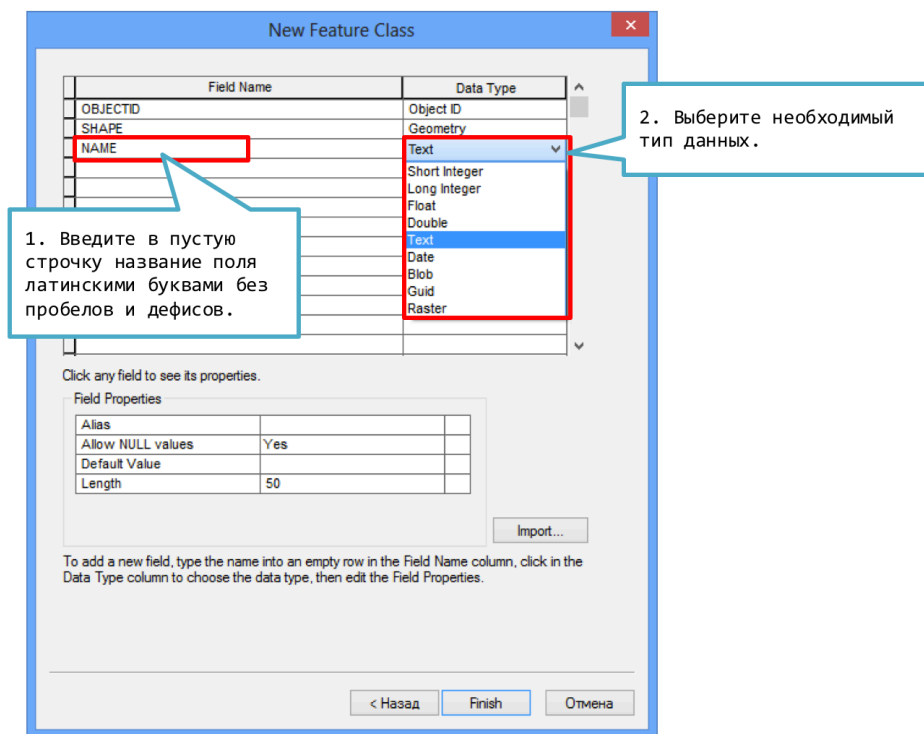 New Feature Class
Field Name Data Type
OBJECTID Object ID
SHAPE Geometry
NAME Text
Short Integer
Long Integer
Float
Double
Text
Date
Blob
Guid
Raster
2. Выберите необходимый
тип данных.
1. Введите в пустую
строчку название поля
латинскими буквами без
пробелов и дефисов.
Click any field to see its properties.
Field Properties
Alias
Allow NULL values Yes
Default Value
Length 50
Import...
To add a new field, type the name into an empty row in the Field Name column, click in the
Data Type column to choose the data type, then edit the Field Properties.
< Назад Finish Отмена